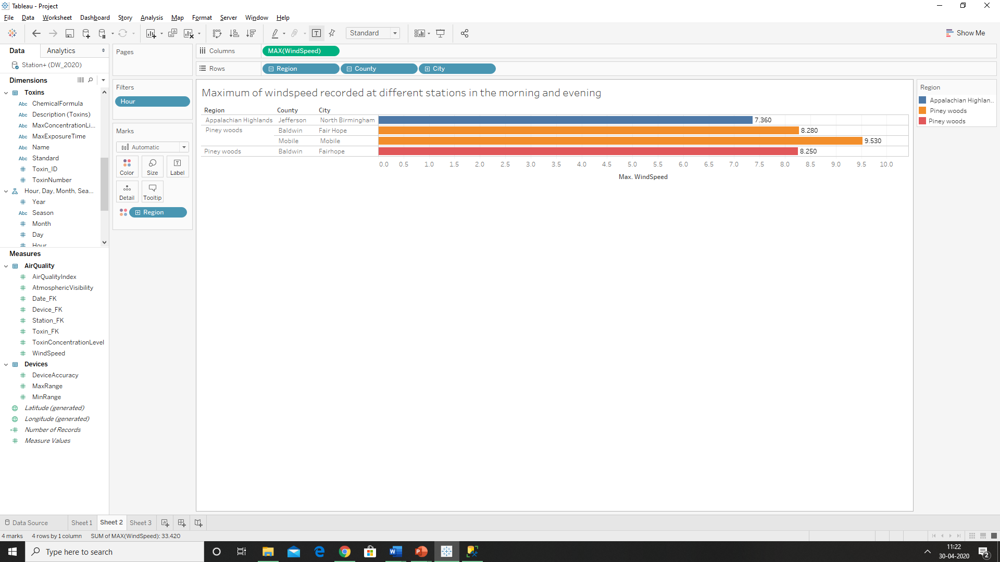 Tableau - Project
File Data Worksheet Dashboard Story Analysis Map Format Server Window Help
Standard
Show Me
Data Analytics
Station+ (DW_2020)
Dimensions
Toxins
Abc ChemicalFormula
Abc Description (Toxins)
Abc MaxConcentrationLi...
Abc MaxExposureTime
Abc Name
Abc Standard
# Toxin_ID
# ToxinNumber
Hour, Day, Month, Sea...
# Year
Abc Season
# Month
# Day
# Hour
Measures
AirQuality
# AirQualityIndex
# AtmosphericVisibility
# Date_FK
# Device_FK
# Station_FK
# Toxin_FK
# ToxinConcentrationLevel
# WindSpeed
Devices
# DeviceAccuracy
# MaxRange
# MinRange
Latitude (generated)
Longitude (generated)
=# Number of Records
# Measure Values
Pages
Filters
Hour
Marks
Automatic
Color Size Label
Detail Tooltip
Region
Columns MAX(WindSpeed)
Rows Region County City
Maximum of windspeed recorded at different stations in the morning and evening
Region County City
Appalachian Highlands Jefferson North Birmingham 7.360
Piney woods Baldwin Fair Hope 8.280
Mobile Mobile 9.530
Piney woods Baldwin Fairhope 8.250
0.0 0.5 1.0 1.5 2.0 2.5 3.0 3.5 4.0 4.5 5.0 5.5 6.0 6.5 7.0 7.5 8.0 8.5 9.0 9.5 10.0
Max. WindSpeed
Region
Appalachian Highlan..
Piney woods
Piney woods
Data Source Sheet 1 Sheet 2 Sheet 3
4 marks 4 rows by 1 column SUM of MAX(WindSpeed): 33.420
Type here to search
11:22
30-04-2020
2